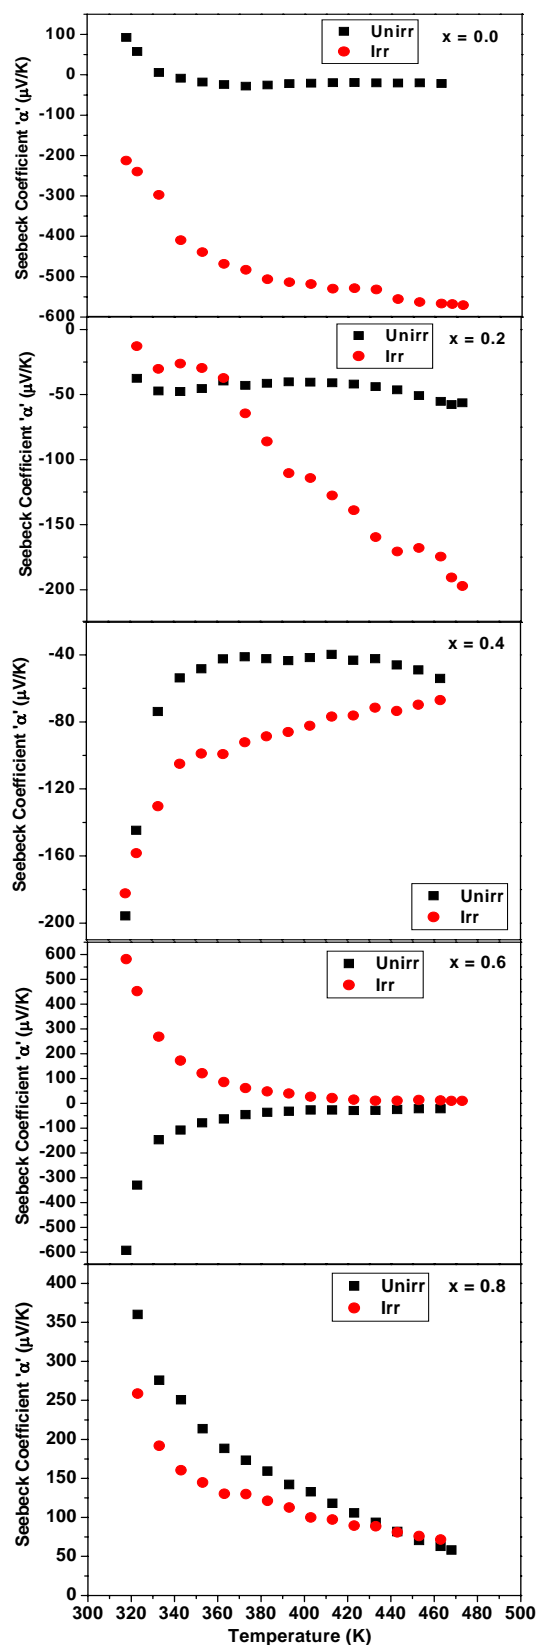 100
0
-100
-200
-300
-400
-500
-600
Seebeck Coefficient 'α' (μV/K)
Unirr
Irr
x = 0.0
0
-50
-100
-150
-200
Seebeck Coefficient 'α' (μV/K)
Unirr
Irr
x = 0.2
-40
-80
-120
-160
-200
Seebeck Coefficient 'α' (μV/K)
x = 0.4
Unirr
Irr
600
500
400
300
200
100
0
-100
-200
-300
-400
-500
-600
Seebeck Coefficient 'α' (μV/K)
Unirr
Irr
x = 0.6
400
350
300
250
200
150
100
50
0
Seebeck Coefficient 'α' (μV/K)
Unirr
Irr
x = 0.8
300 320 340 360 380 400 420 440 460 480 500
Temperature (K)